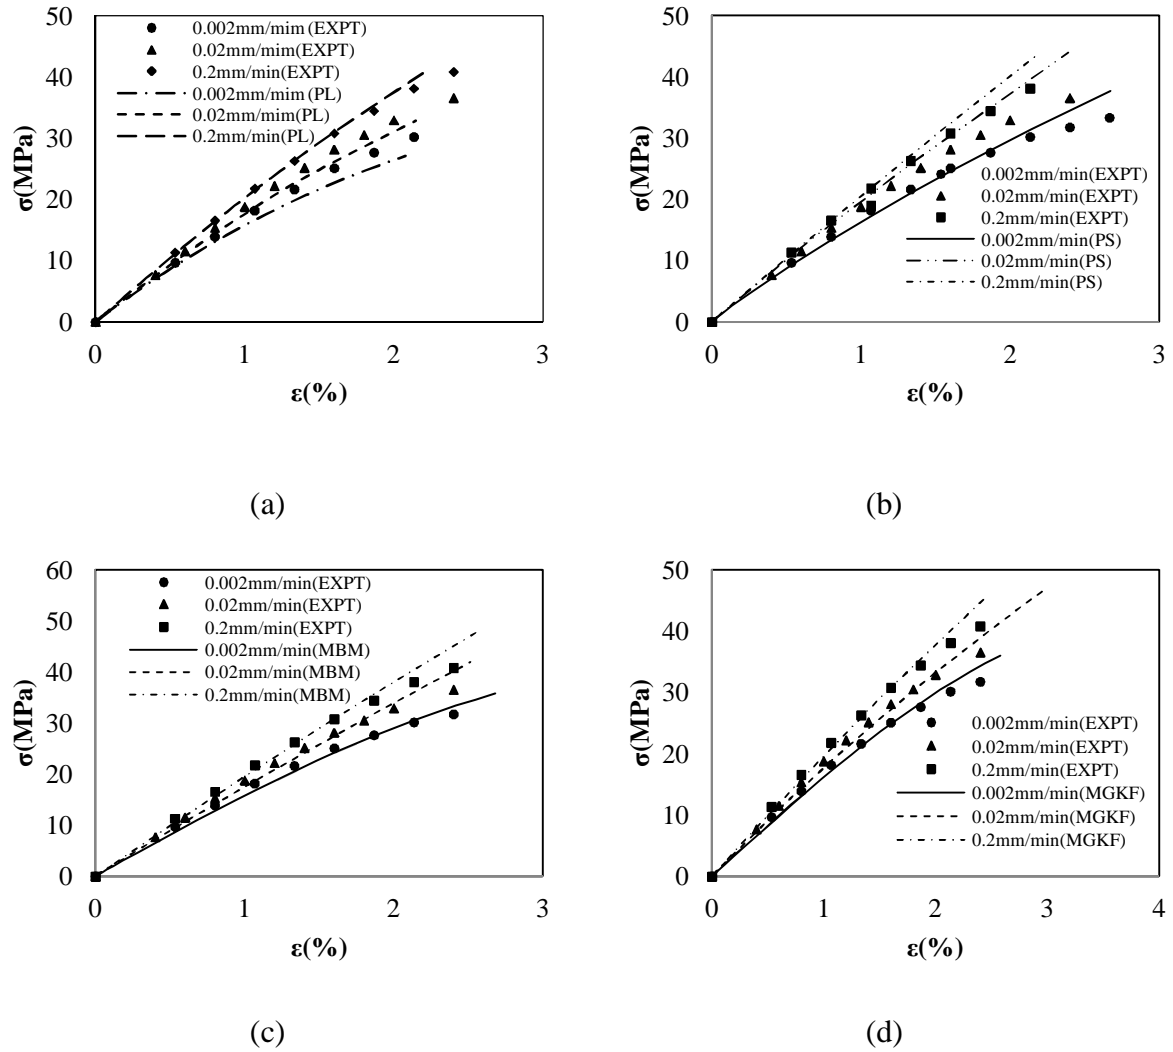 50
40
30
20
10
0
σ(MPa)
0.002mm/mim (EXPT)
0.02mm/mim(EXPT)
0.2mm/min(EXPT)
0.002mm/mim (PL)
0.02mm/mim(PL)
0.2mm/min(PL)
0 1 2 3
ε(%)
(a)
50
40
30
20
10
0
σ(MPa)
0.002mm/min(EXPT)
0.02mm/min(EXPT)
0.2mm/min(EXPT)
0.002mm/min(PS)
0.02mm/min(PS)
0.2mm/min(PS)
0 1 2 3
ε(%)
(b)
60
50
40
30
20
10
0
σ(MPa)
0.002mm/min(EXPT)
0.02mm/min(EXPT)
0.2mm/min(EXPT)
0.002mm/min(MBM)
0.02mm/min(MBM)
0.2mm/min(MBM)
0 1 2 3
ε(%)
(c)
50
40
30
20
10
0
σ(MPa)
0.002mm/min(EXPT)
0.02mm/min(EXPT)
0.2mm/min(EXPT)
0.002mm/min(MGKF)
0.02mm/min(MGKF)
0.2mm/min(MGKF)
0 1 2 3 4
ε(%)
(d)